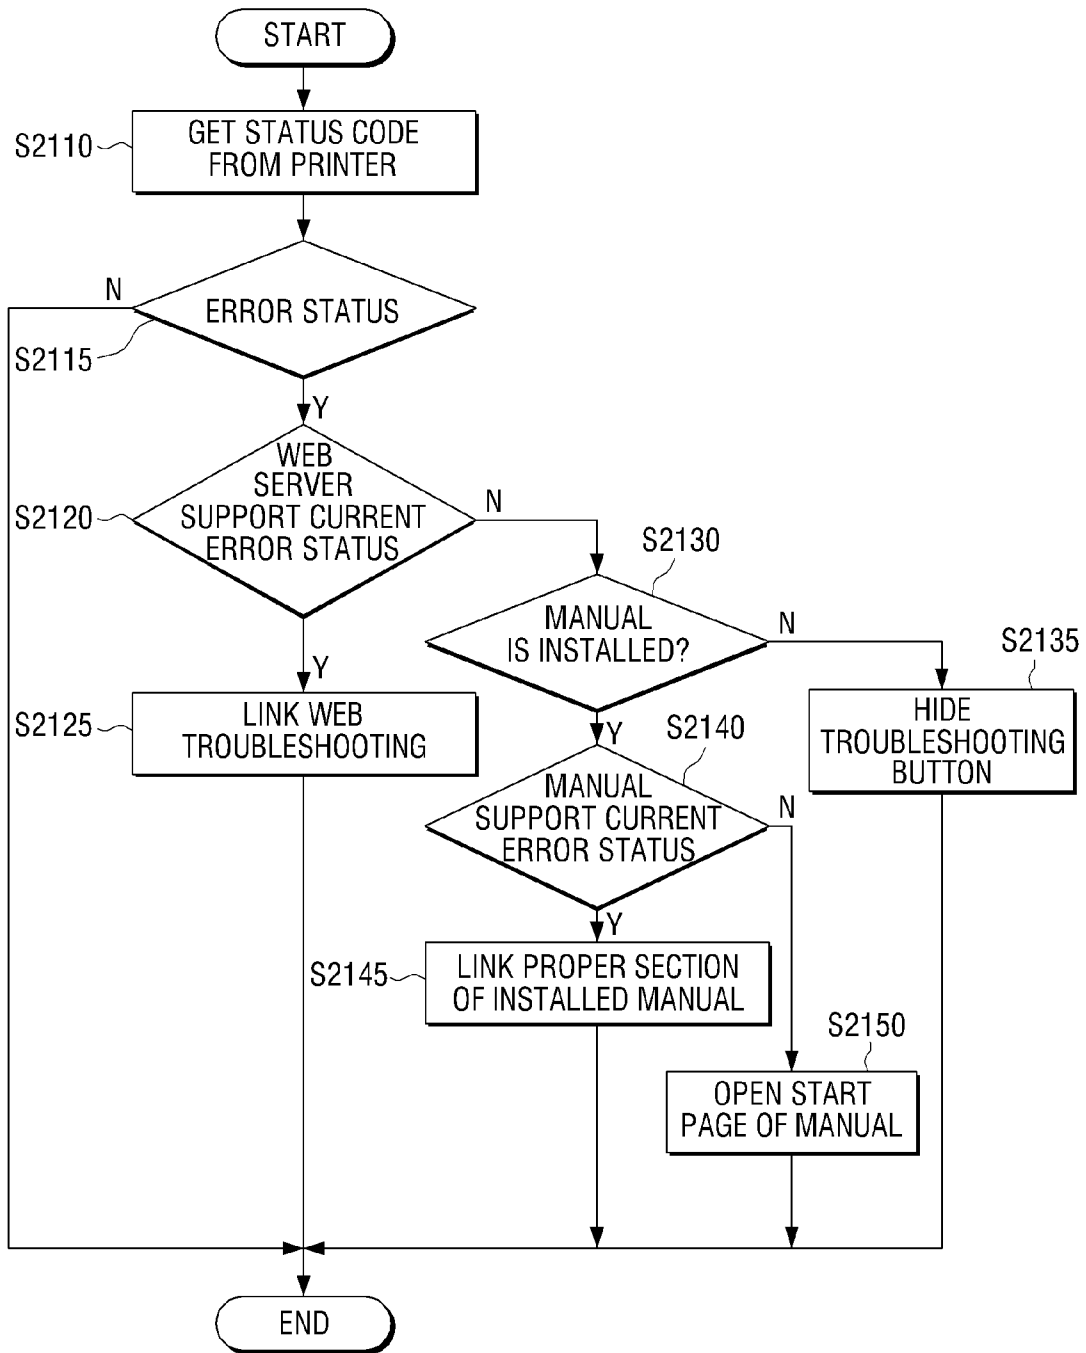 START
S2110
GET STATUS CODE
FROM PRINTER
N
ERROR STATUS
S2115
Y
WEB
SERVER
SUPPORT CURRENT
ERROR STATUS
S2120
N
S2130
MANUAL
IS INSTALLED?
N
S2135
HIDE
TROUBLESHOOTING
BUTTON
Y
S2125
LINK WEB
TROUBLESHOOTING
Y
S2140
MANUAL
SUPPORT CURRENT
ERROR STATUS
N
Y
S2145
LINK PROPER SECTION
OF INSTALLED MANUAL
S2150
OPEN START
PAGE OF MANUAL
END